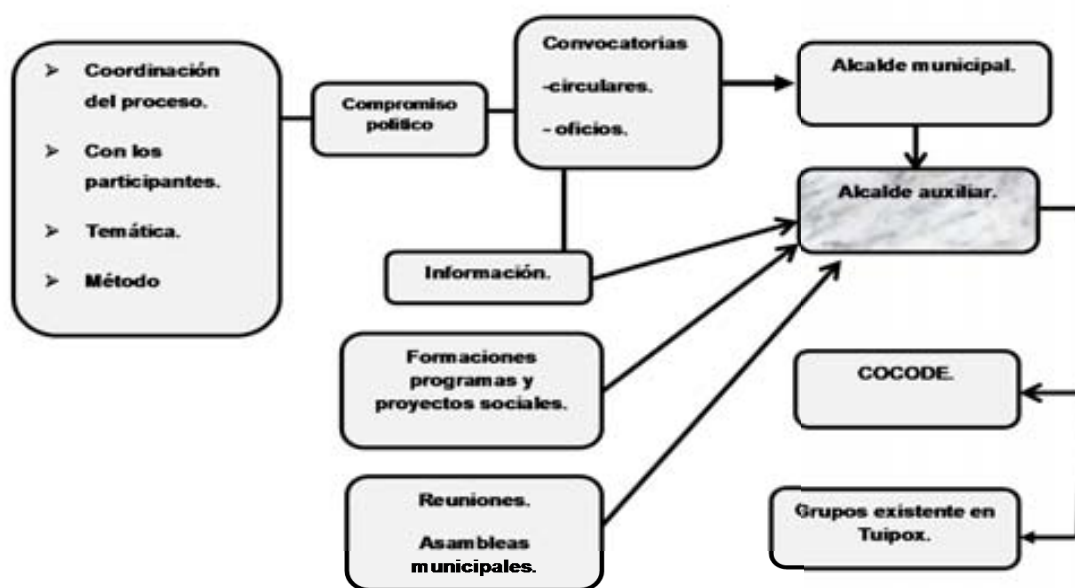 ➢ Coordinación
del proceso.
➢ Con los
participantes.
➢ Temática.
➢ Método
Compromiso
político
Convocatorias
-circulares.
- oficios.
Alcalde municipal.
Alcalde auxiliar.
Información.
Formaciones
programas y
proyectos sociales.
COCODE.
Reuniones.
Asambleas
municipales.
Grupos existente en
Tuipox.